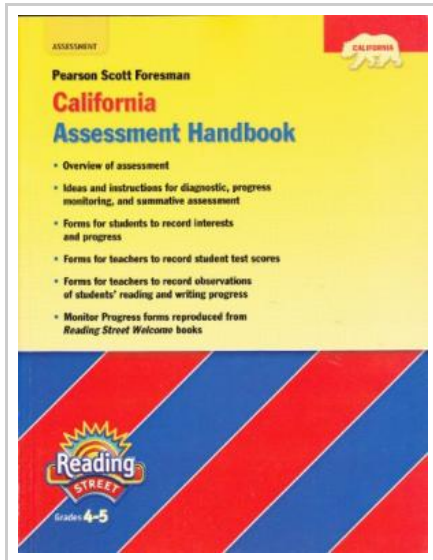 ASSESSMENT
CALIFORNIA
Pearson Scott Foresman
California
Assessment Handbook
• Overview of assessment
• Ideas and instructions for diagnostic, progress
monitoring, and summative assessment
• Forms for students to record interests
and progress
• Forms for teachers to record student test scores
• Forms for teachers to record observations
of students' reading and writing progress
• Monitor Progress forms reproduced from
Reading Street Welcome books
Reading
STREET
Grades 4-5